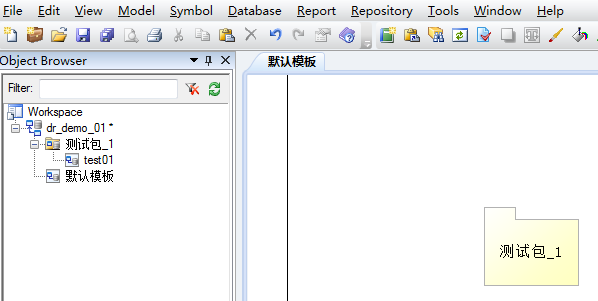 File Edit View Model Symbol Database Report Repository Tools Window Help
Object Browser
默认模板
Filter:
Workspace
dr_demo_01 *
测试包_1
test01
默认模板
测试包_1